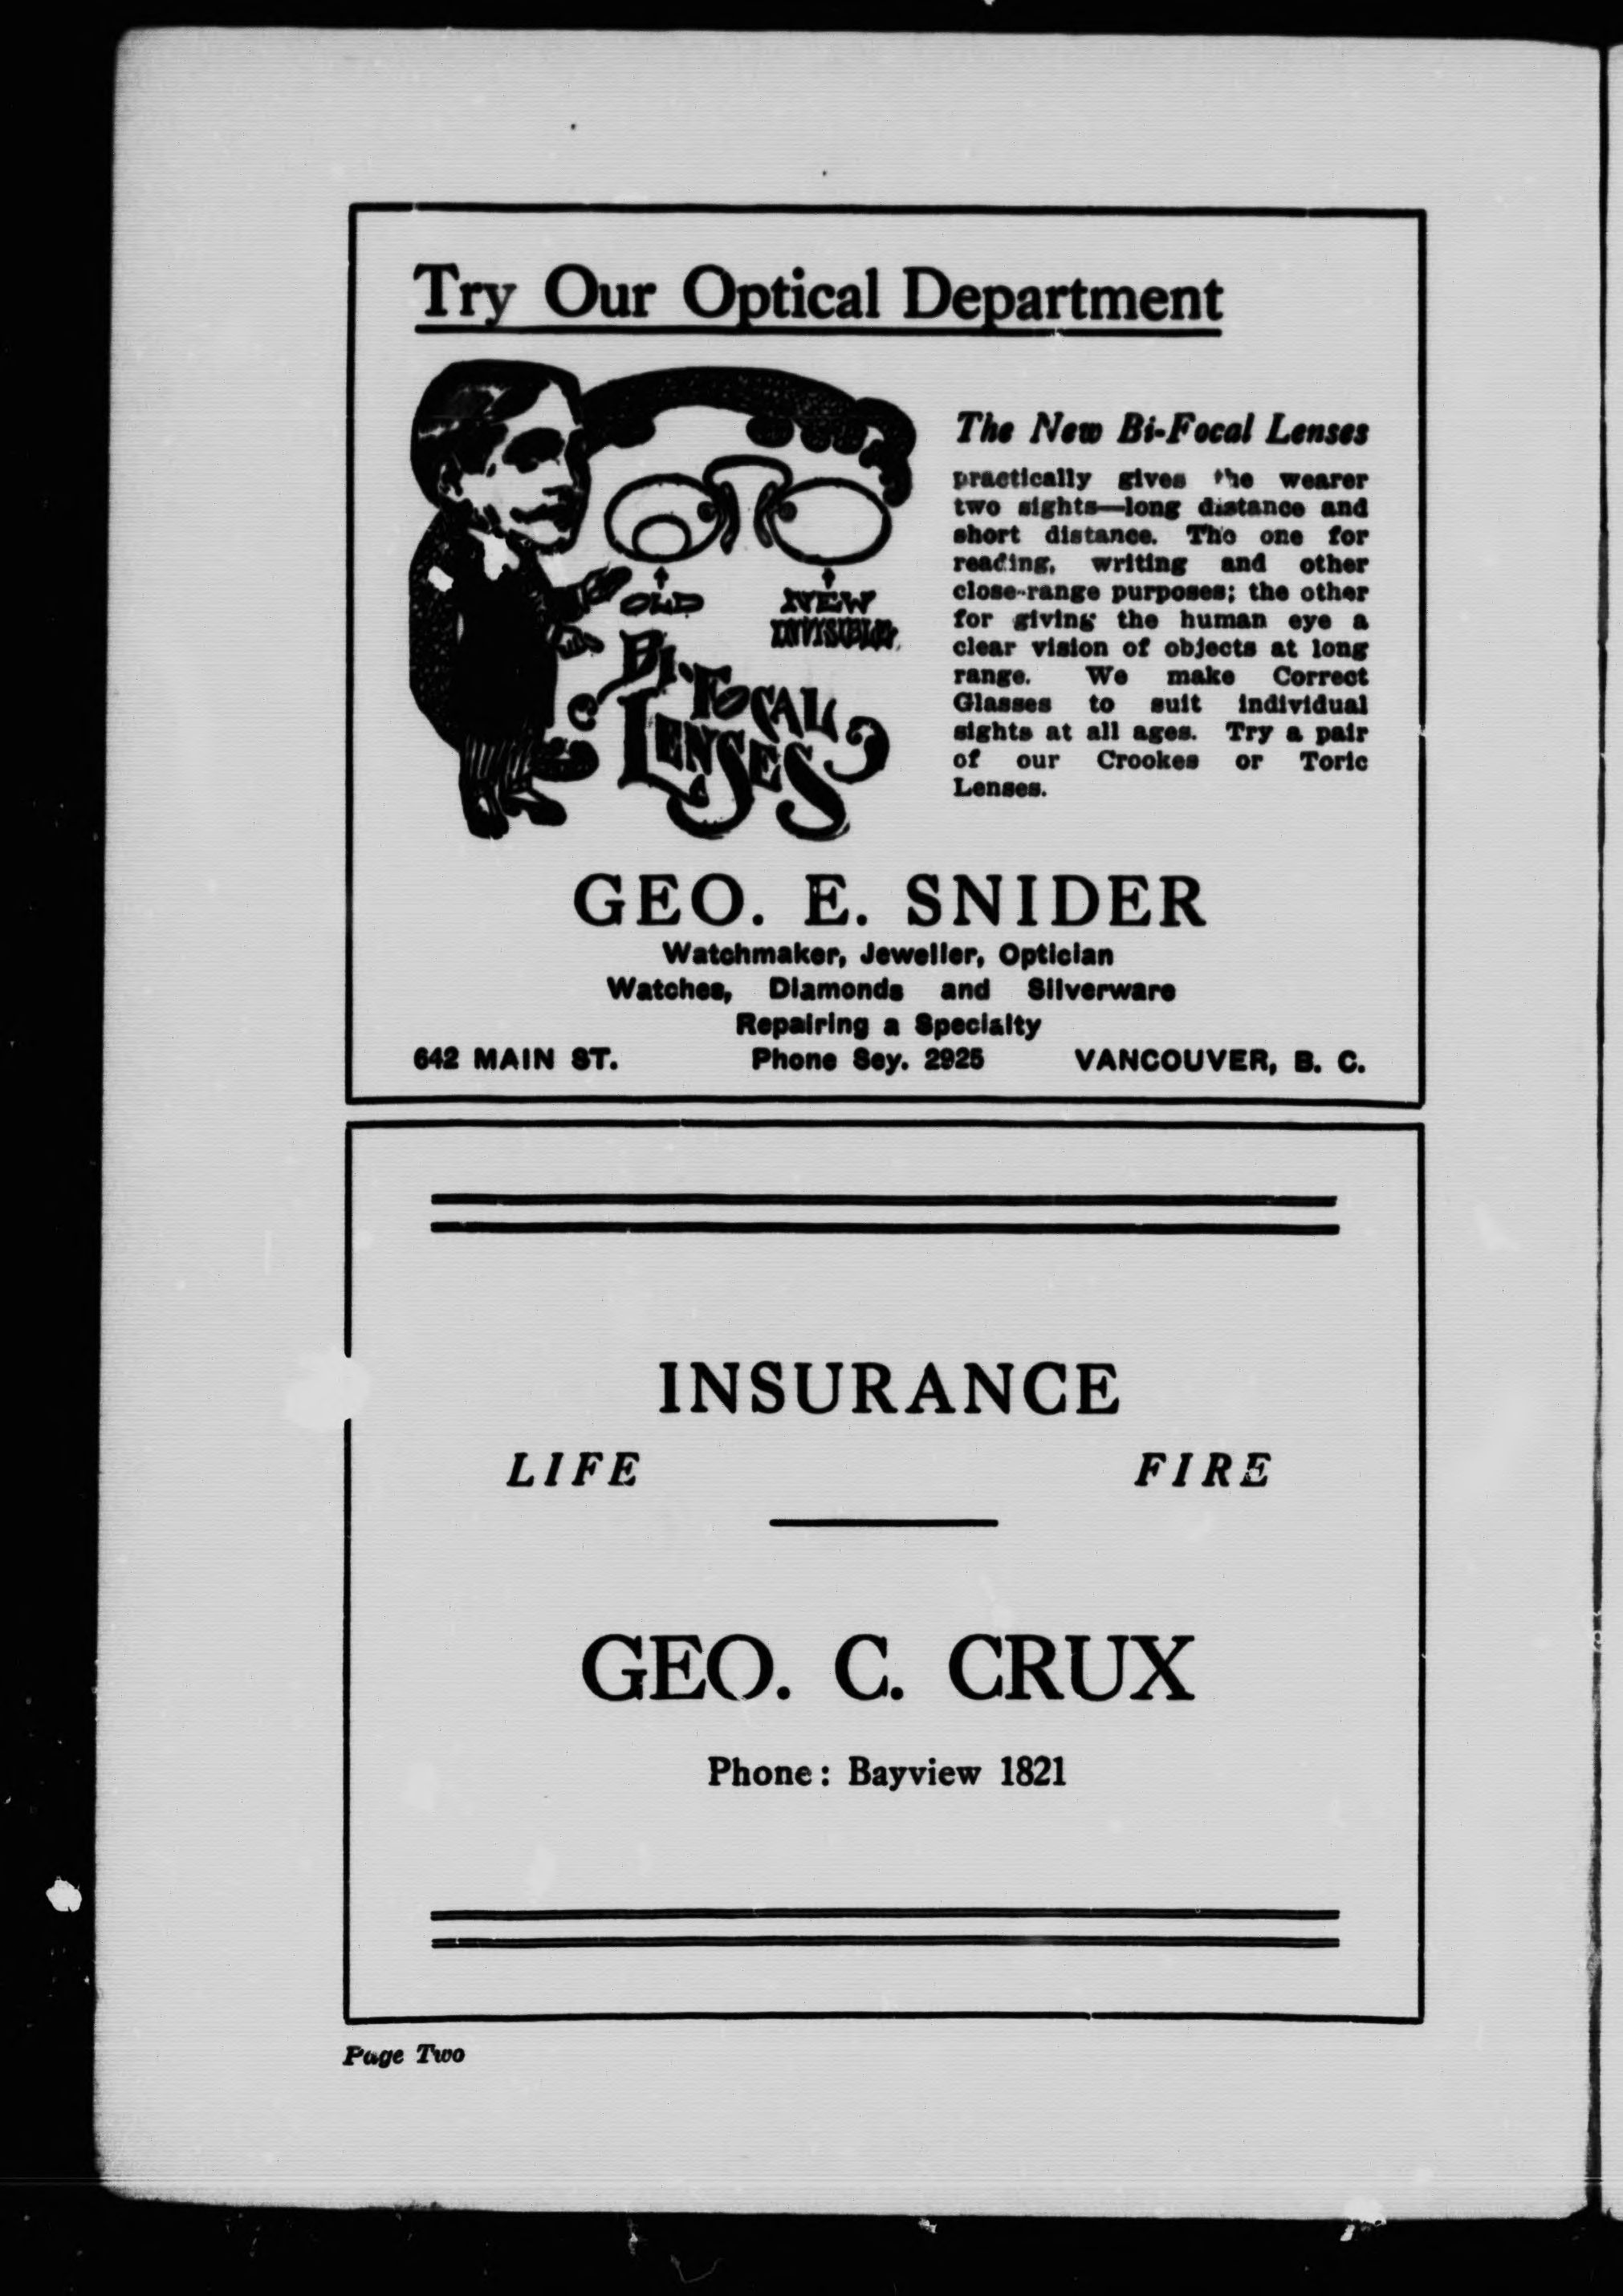 Try Our Optical Department
OLD
NEW
INVISIBLE
BI-FOCAL
LENSES
The New Bi-Focal Lenses
practically gives the wearer
two sights—long distance and
short distance. The one for
reading, writing and other
close-range purposes; the other
for giving the human eye a
clear vision of objects at long
range. We make Correct
Glasses to suit individual
sights at all ages. Try a pair
of our Crookes or Toric
Lenses.
GEO. E. SNIDER
Watchmaker, Jeweller, Optician
Watches, Diamonds and Silverware
Repairing a Specialty
642 MAIN ST. Phone Sey. 2925 VANCOUVER, B. C.
INSURANCE
LIFE FIRE
GEO. C. CRUX
Phone: Bayview 1821
Page Two